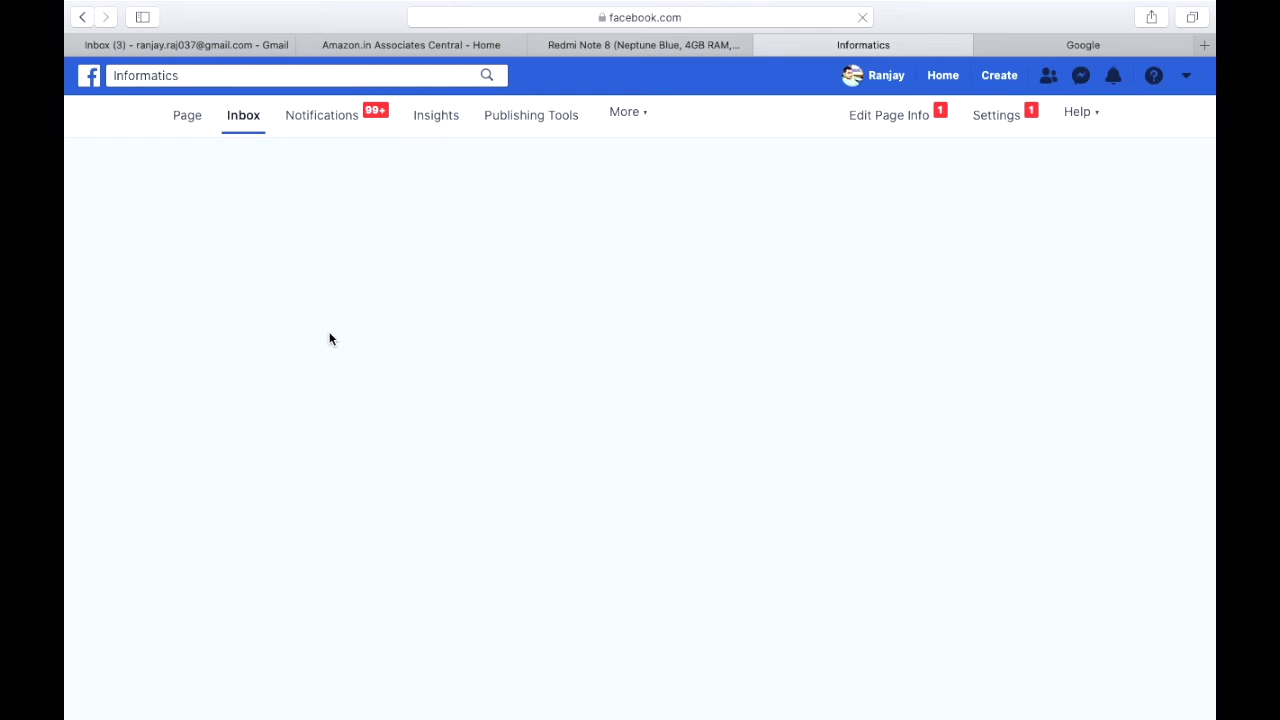 facebook.com
Inbox (3) - ranjay.raj037@gmail.com - Gmail
Amazon.in Associates Central - Home
Redmi Note 8 (Neptune Blue, 4GB RAM,...
Informatics
Google
Informatics
Ranjay
Home
Create
Page
Inbox
Notifications 99+
Insights
Publishing Tools
More
Edit Page Info 1
Settings 1
Help